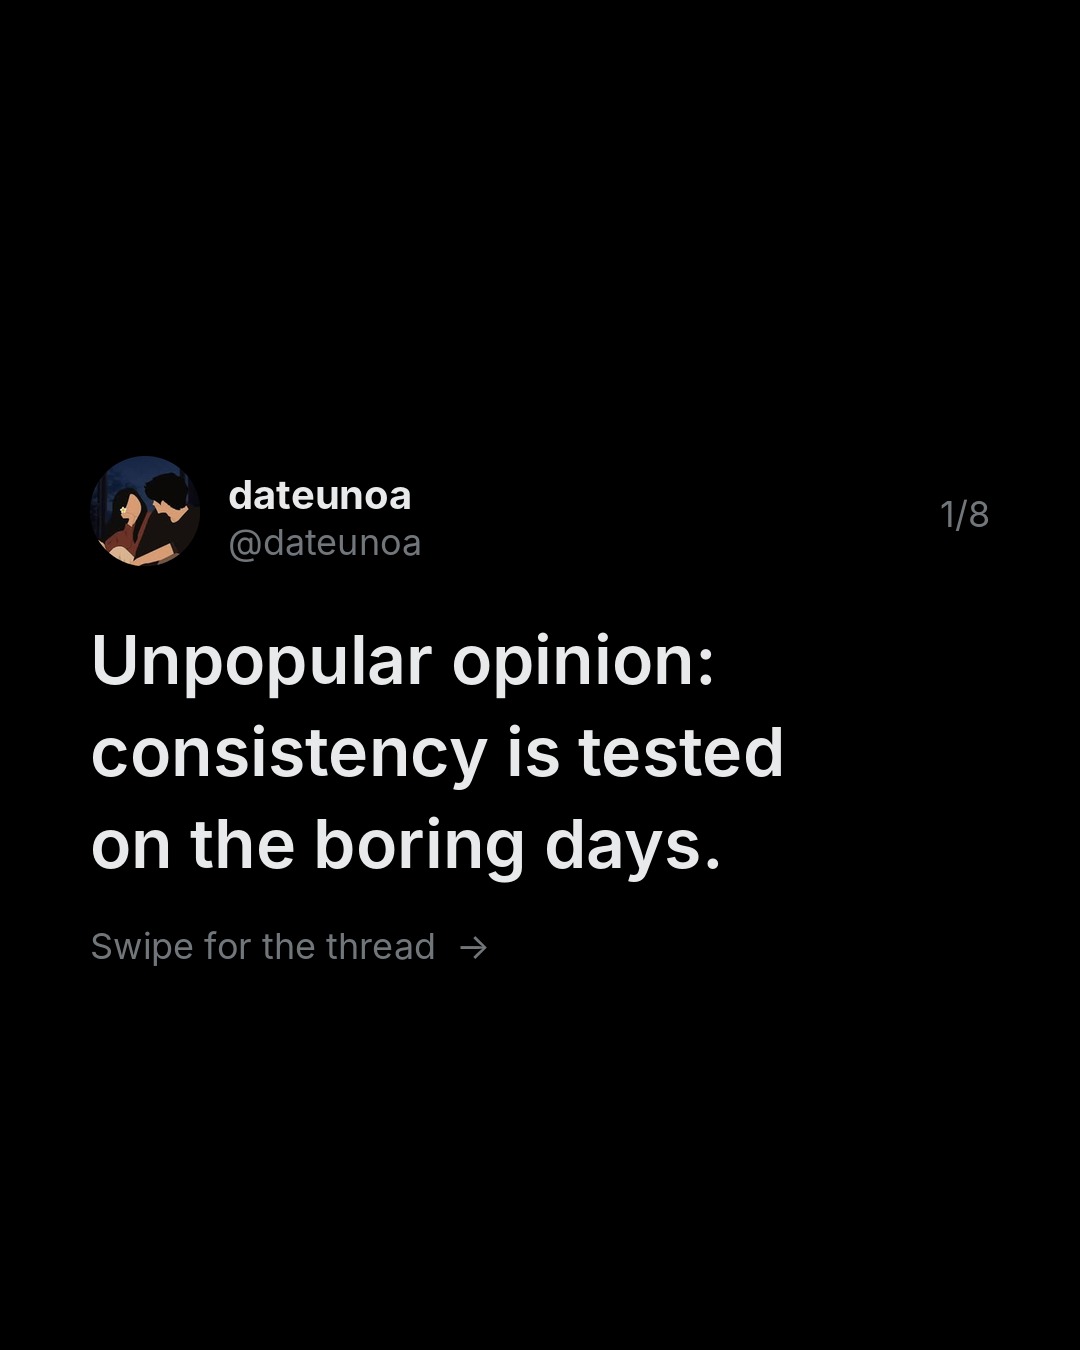 dateunoa
@dateunoa
1/8
Unpopular opinion:
consistency is tested
on the boring days.
Swipe for the thread →